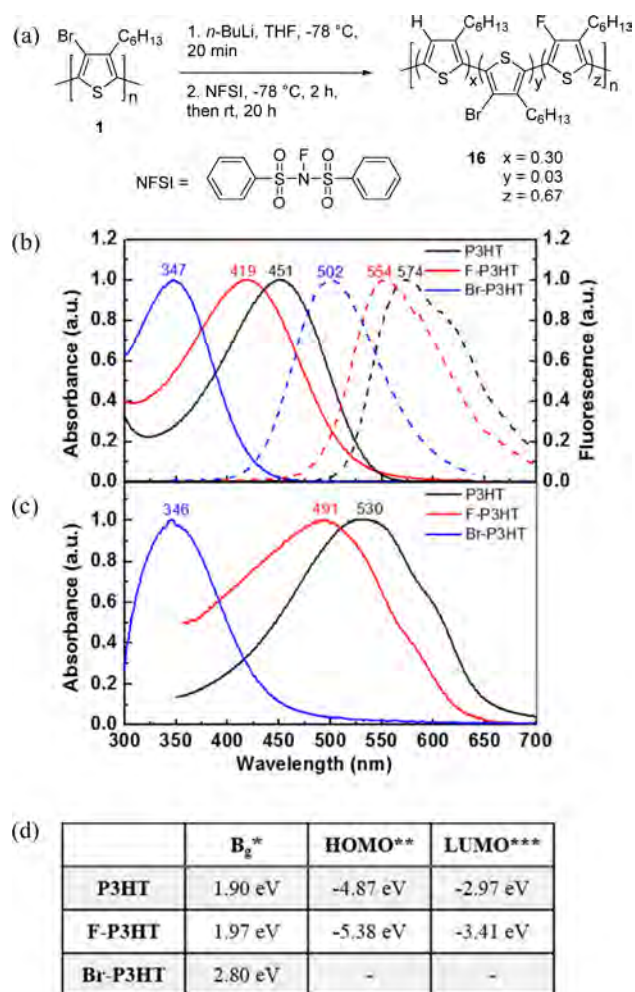 (a)
Br
C6H13
S
n
1
1. n-BuLi, THF, -78 °C,
20 min
2. NFSI, -78 °C, 2 h,
then rt, 20 h
H
C6H13
S
x
S
Br
C6H13
y
F
C6H13
S
z
n
16 x = 0.30
y = 0.03
z = 0.67
NFSI =
O
O
S
F
N
O
O
S
(b)
Absorbance (a.u.)
1.2
1.0
0.8
0.6
0.4
0.2
0.0
347
419
451
502
554
574
P3HT
F-P3HT
Br-P3HT
1.2
1.0
0.8
0.6
0.4
0.2
0.0
Fluorescence (a.u.)
(c)
Absorbance (a.u.)
1.0
0.8
0.6
0.4
0.2
0.0
346
491
530
P3HT
F-P3HT
Br-P3HT
300 350 400 450 500 550 600 650 700
Wavelength (nm)
(d)
Bg* HOMO** LUMO***
P3HT 1.90 eV -4.87 eV -2.97 eV
F-P3HT 1.97 eV -5.38 eV -3.41 eV
Br-P3HT 2.80 eV - -